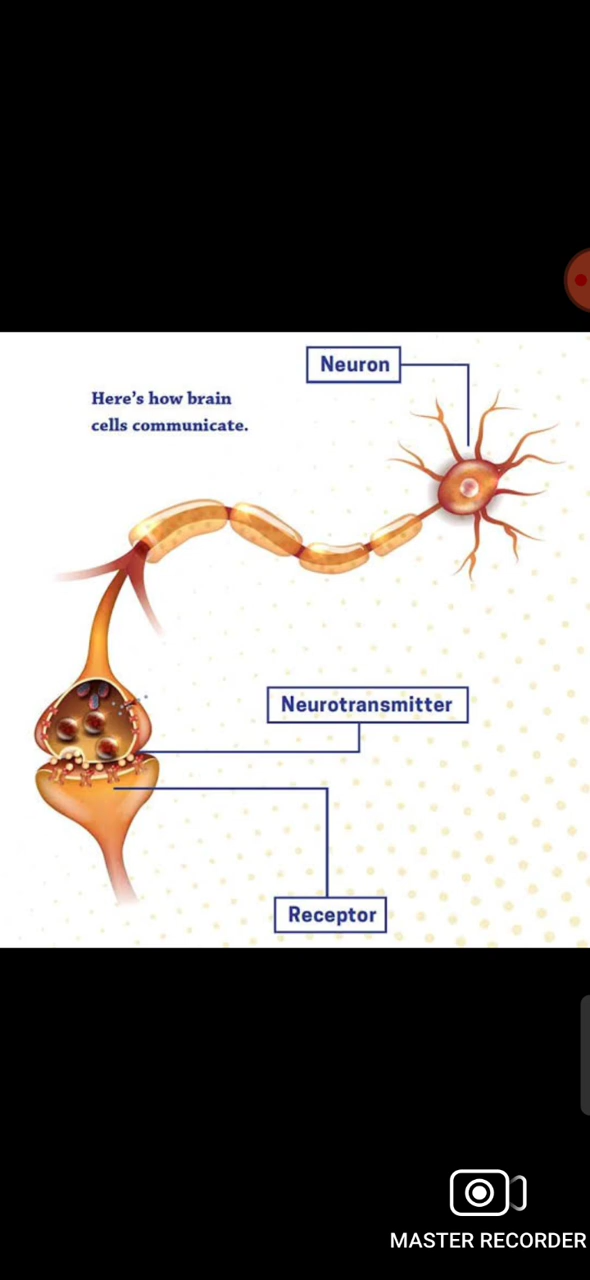 Neuron
Here's how brain
cells communicate.
Neurotransmitter
Receptor
MASTER RECORDER